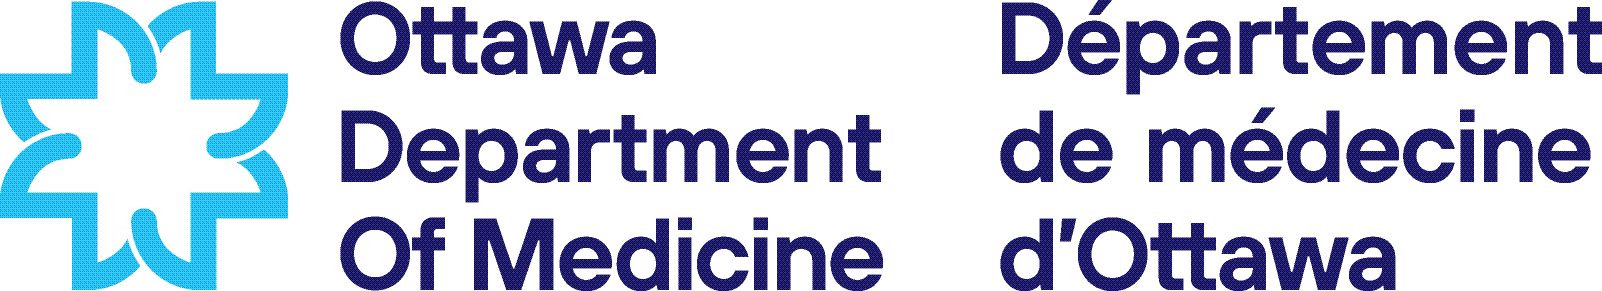 Ottawa
Department
Of Medicine
Département
de médecine
d'Ottawa